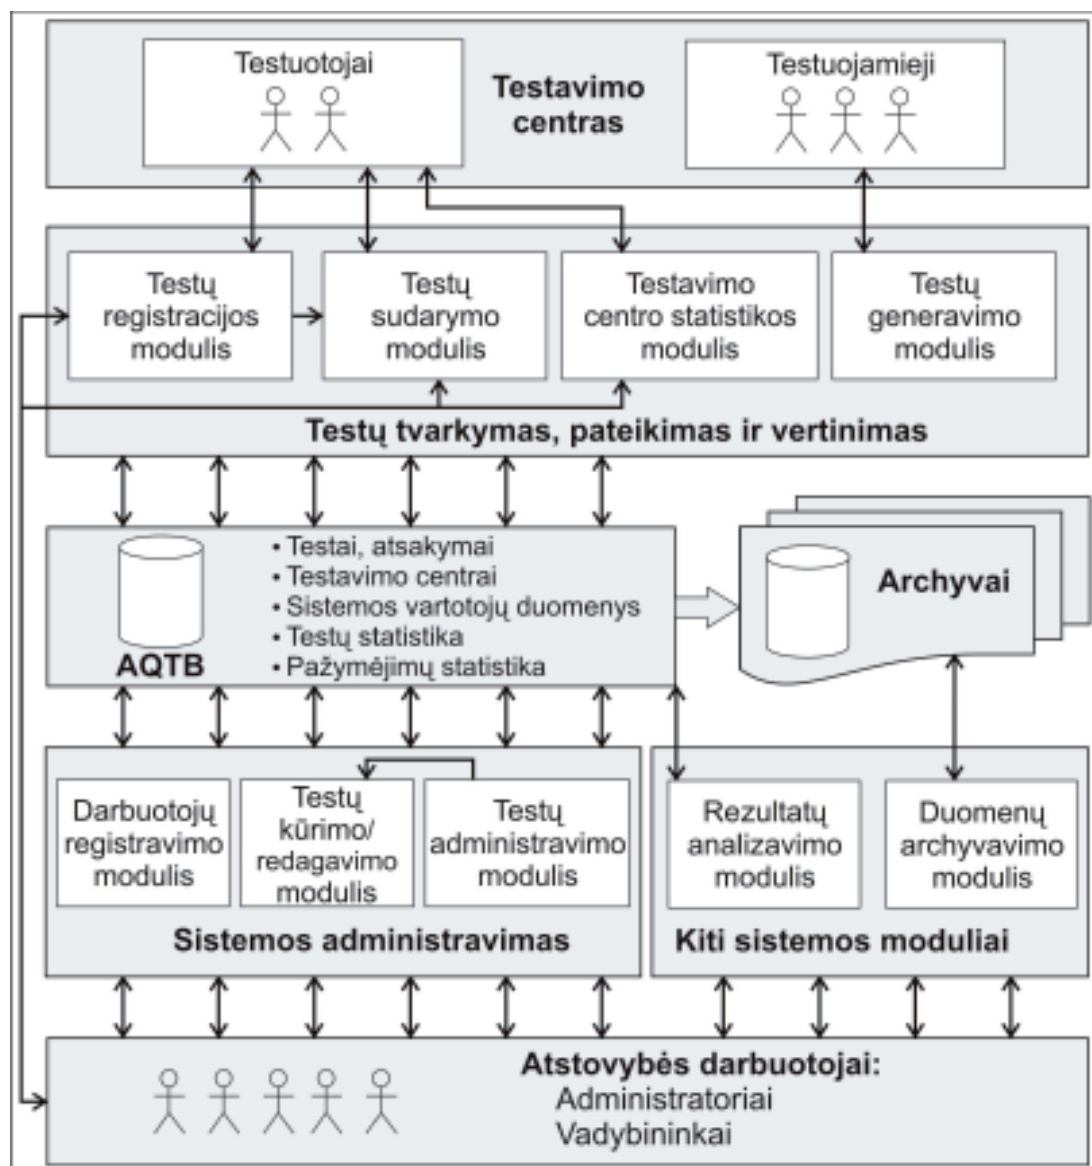 Testuotojai
Testavimo
centras
Testuojamieji
Testų
registracijos
modulis
Testų
sudarymo
modulis
Testavimo
centro statistikos
modulis
Testų
generavimo
modulis
Testų tvarkymas, pateikimas ir vertinimas
AQTB
• Testai, atsakymai
• Testavimo centrai
• Sistemos vartotojų duomenys
• Testų statistika
• Pažymėjimų statistika
Archyvai
Darbuotojų
registravimo
modulis
Testų
kūrimo/
redagavimo
modulis
Testų
administravimo
modulis
Sistemos administravimas
Rezultatų
analizavimo
modulis
Duomenų
archyvavimo
modulis
Kiti sistemos moduliai
Atstovybės darbuotojai:
Administratoriai
Vadybininkai